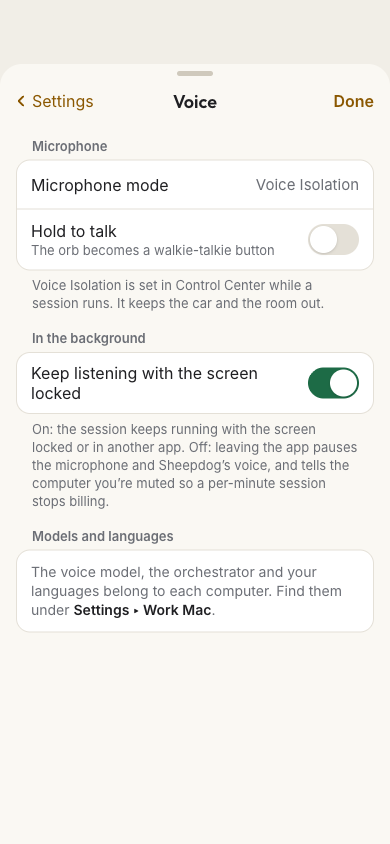 Settings
Voice
Done
Microphone
Microphone mode
Voice Isolation
Hold to talk
The orb becomes a walkie-talkie button
Voice Isolation is set in Control Center while a
session runs. It keeps the car and the room out.
In the background
Keep listening with the screen
locked
On: the session keeps running with the screen
locked or in another app. Off: leaving the app pauses
the microphone and Sheepdog’s voice, and tells the
computer you’re muted so a per-minute session
stops billing.
Models and languages
The voice model, the orchestrator and your
languages belong to each computer. Find them
under Settings ▸ Work Mac.